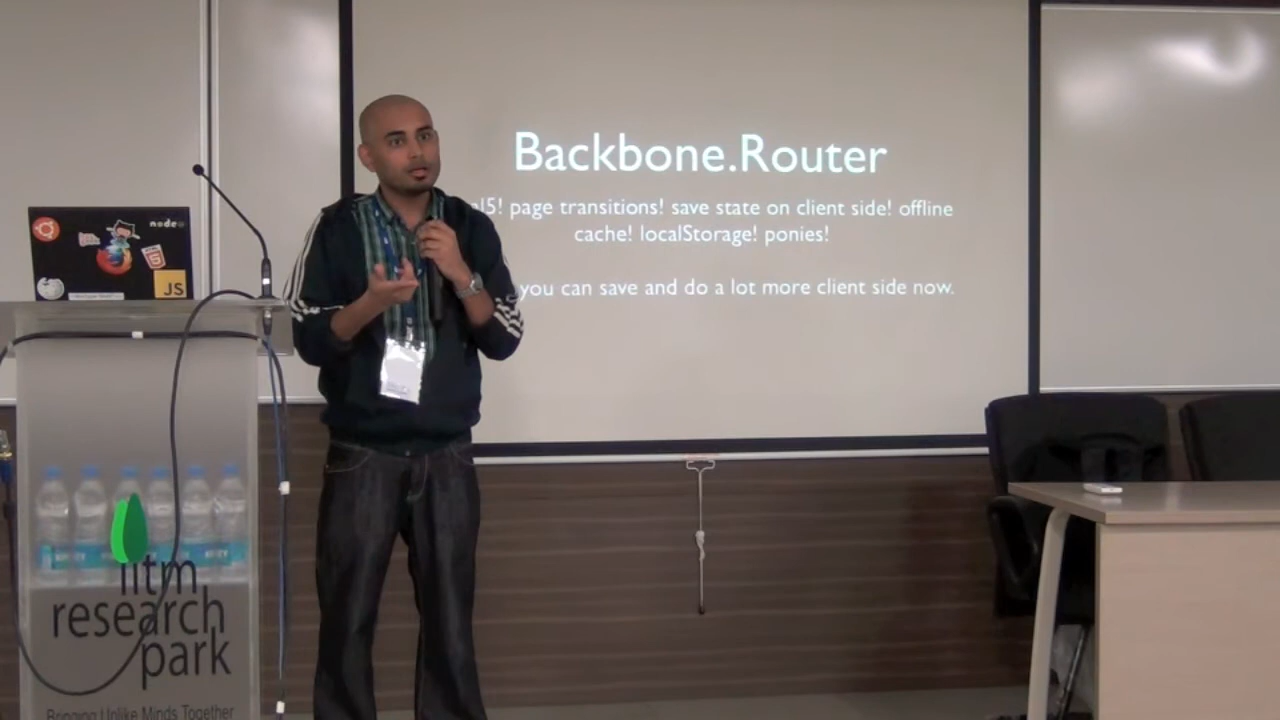 Backbone.Router
l5! page transitions! save state on client side! offline
cache! localStorage! ponies!
you can save and do a lot more client side now.
node
JS
iitm
research
park
Bringing Unlike Minds Together